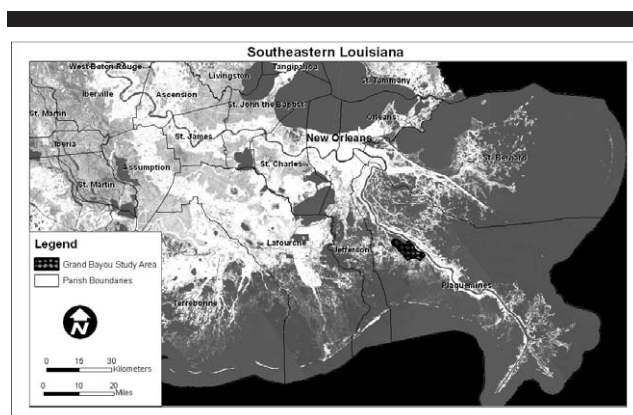 Southeastern Louisiana
West Baton Rouge
Tangipahoa
Livingston
St. Tammany
Iberville
Ascension
St. Martin
St. John the Baptist
Orleans
St. James
New Orleans
Iberia
St. Bernard
Assumption
St. Charles
St. Martin
Legend
Grand Bayou Study Area
Parish Boundaries
Lafourche
Jefferson
Plaquemines
Terrebonne
N
0 15 30
Kilometers
0 10 20
Miles